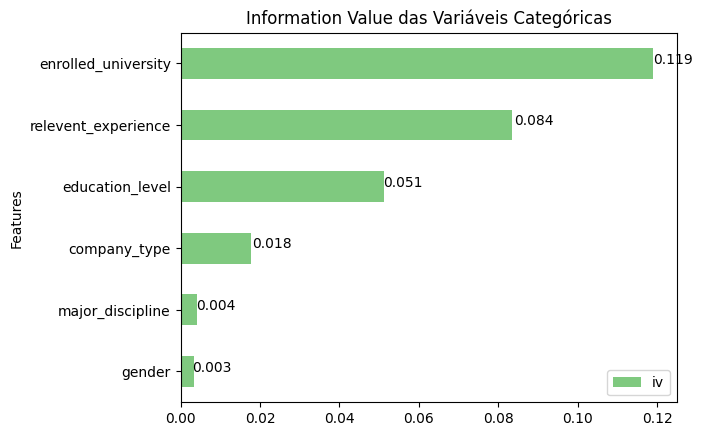 Information Value das Variáveis Categóricas
Features
enrolled_university
0.119
relevent_experience
0.084
education_level
0.051
company_type
0.018
major_discipline
0.004
gender
0.003
iv
0.00 0.02 0.04 0.06 0.08 0.10 0.12